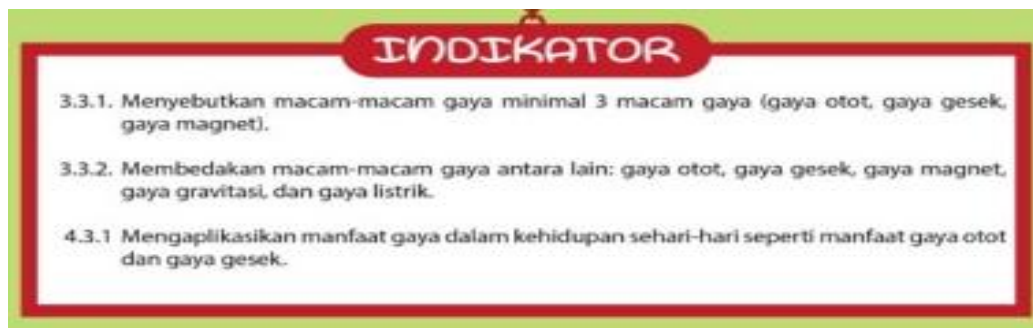 INDIKATOR
3.3.1. Menyebutkan macam-macam gaya minimal 3 macam gaya (gaya otot, gaya gesek,
gaya magnet).
3.3.2. Membedakan macam-macam gaya antara lain: gaya otot, gaya gesek, gaya magnet,
gaya gravitasi, dan gaya listrik.
4.3.1 Mengaplikasikan manfaat gaya dalam kehidupan sehari-hari seperti manfaat gaya otot
dan gaya gesek.